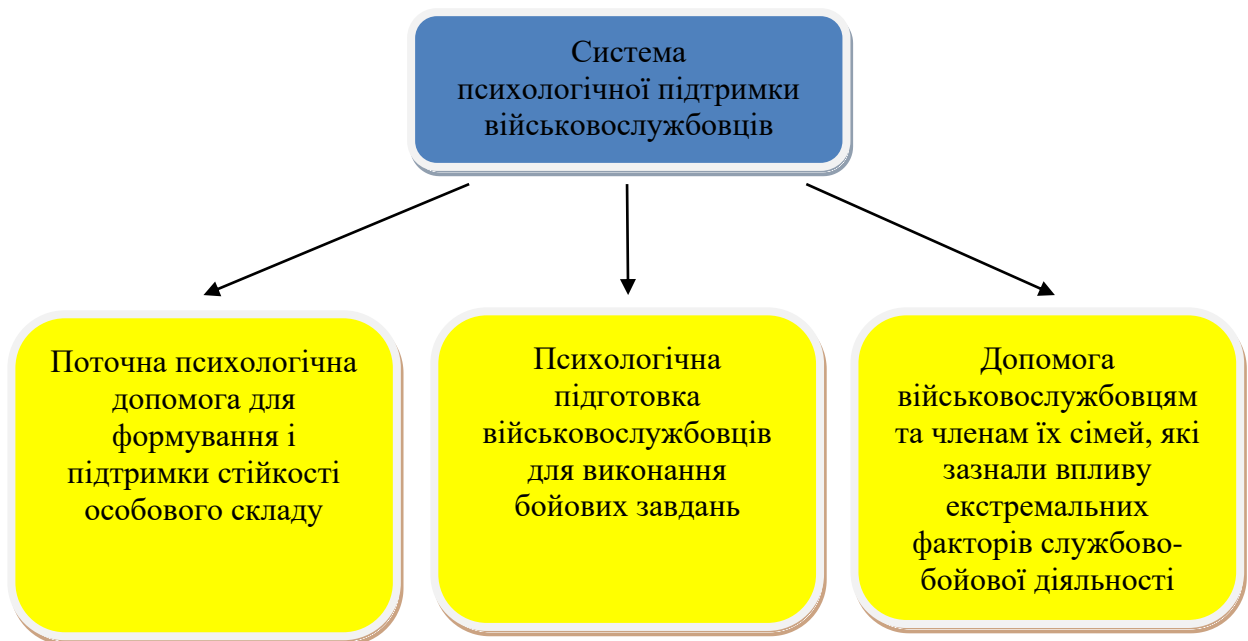 Система
психологічної підтримки
військовослужбовців
Поточна психологічна
допомога для
формування і
підтримки стійкості
особового складу
Психологічна
підготовка
військовослужбовців
для виконання
бойових завдань
Допомога
військовослужбовцям
та членам їх сімей, які
зазнали впливу
екстремальних
факторів службово-
бойової діяльності